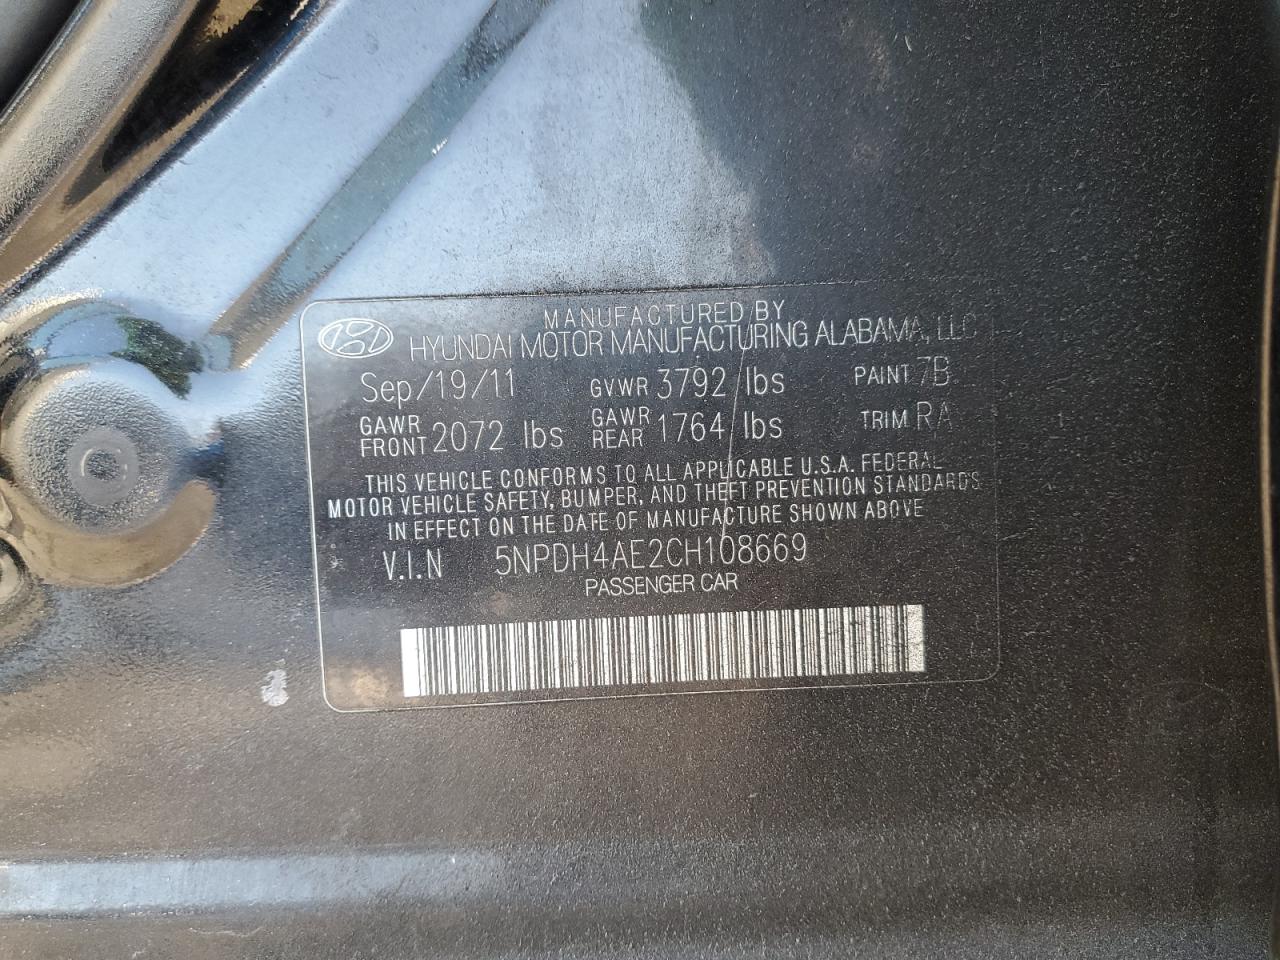 MANUFACTURED BY
HYUNDAI MOTOR MANUFACTURING ALABAMA, LLC
Sep/19/11 GVWR 3792 lbs PAINT 7B
GAWR FRONT 2072 lbs GAWR REAR 1764 lbs TRIM RA
THIS VEHICLE CONFORMS TO ALL APPLICABLE U.S.A. FEDERAL
MOTOR VEHICLE SAFETY, BUMPER, AND THEFT PREVENTION STANDARDS
IN EFFECT ON THE DATE OF MANUFACTURE SHOWN ABOVE
V.I.N 5NPDH4AE2CH108669
PASSENGER CAR